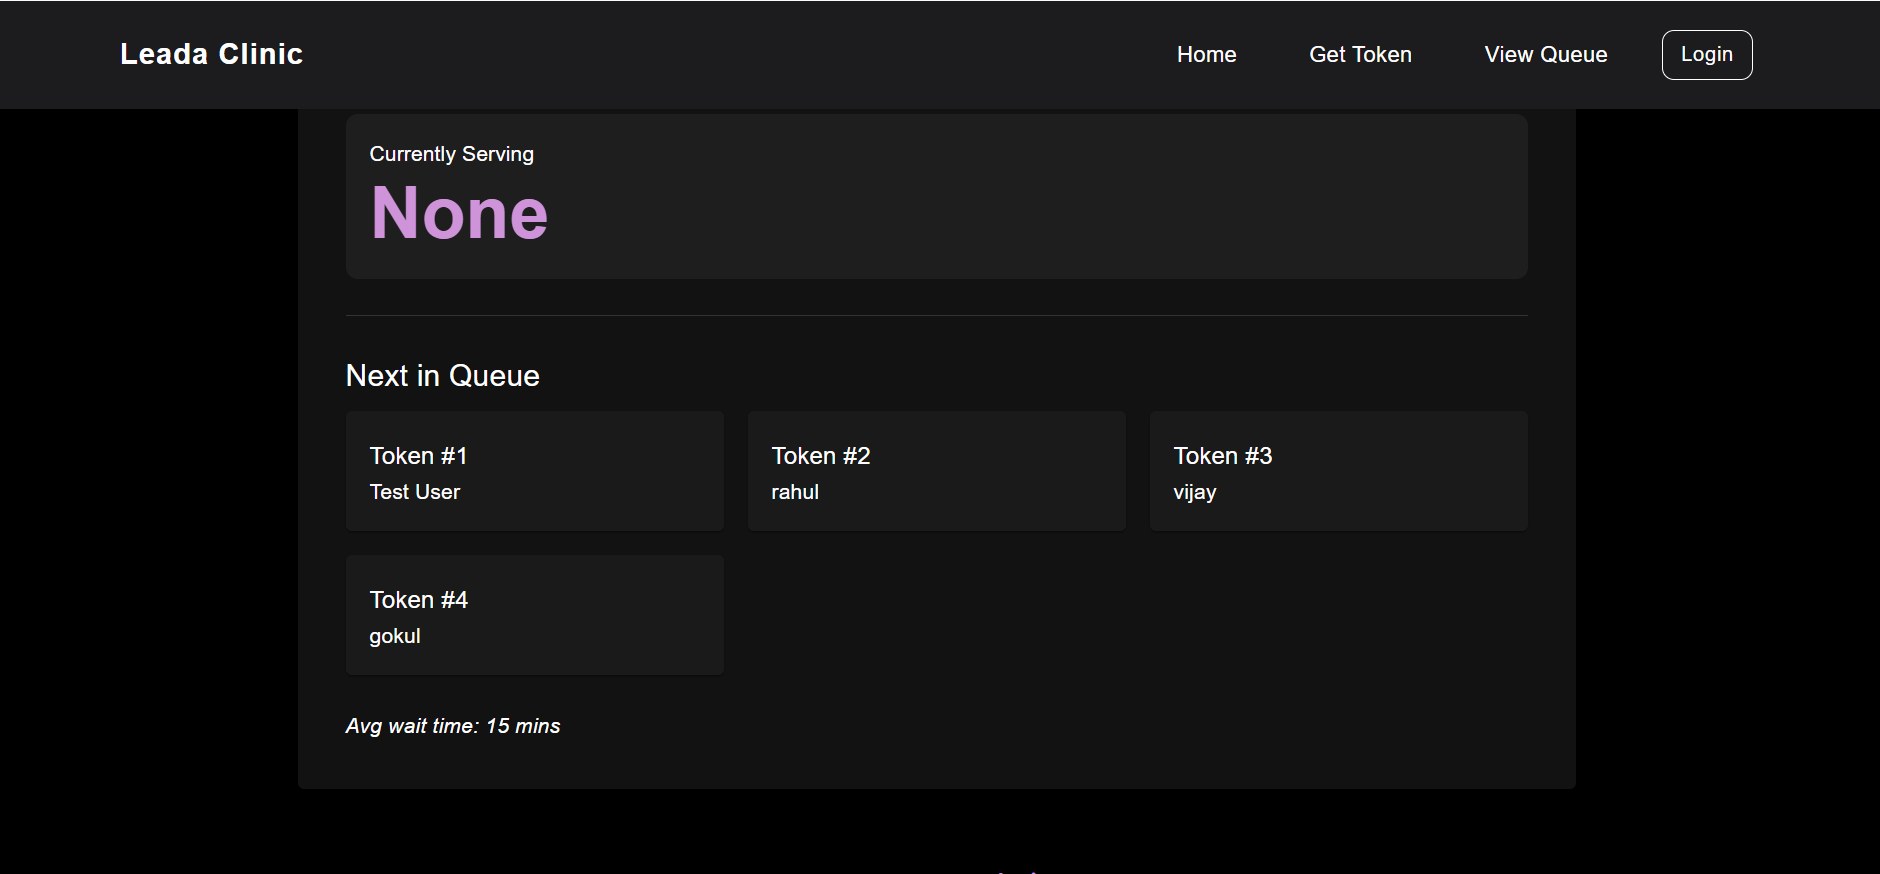 Leada Clinic
Home Get Token View Queue Login
Currently Serving
None
Next in Queue
Token #1
Test User
Token #2
rahul
Token #3
vijay
Token #4
gokul
Avg wait time: 15 mins